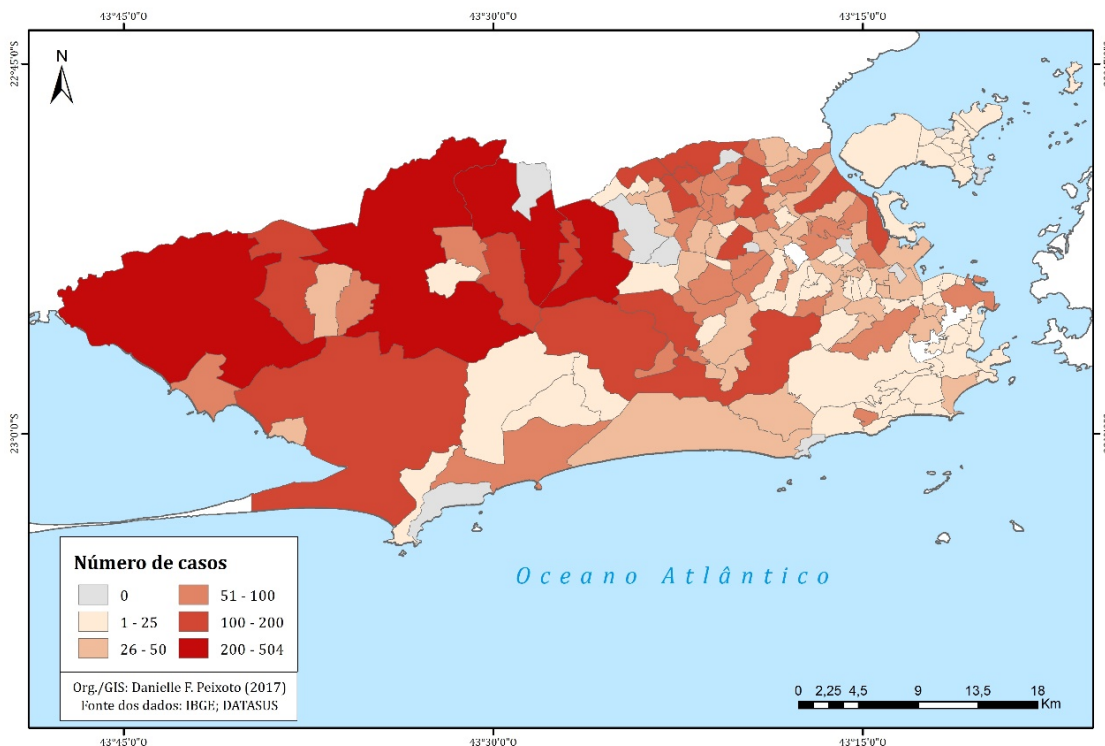 43°45'0"O 43°30'0"O 43°15'0"O
22°45'0"S
N
23°0'0"S
Oceano Atlântico
Número de casos
0
1 - 25
26 - 50
51 - 100
100 - 200
200 - 504
Org./GIS: Danielle F. Peixoto (2017)
Fonte dos dados: IBGE; DATASUS
0 2,25 4,5 9 13,5 18
Km
43°45'0"O 43°30'0"O 43°15'0"O